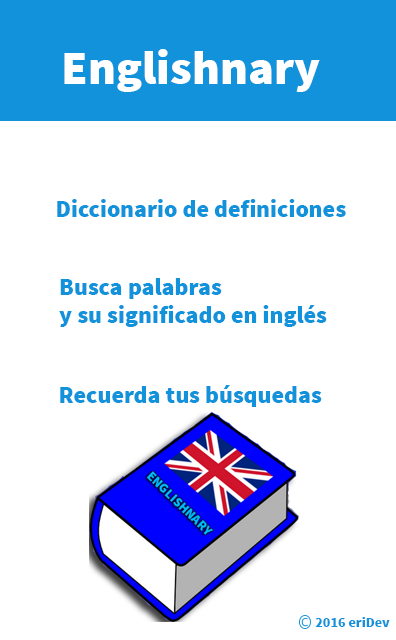 Englishnary
Diccionario de definiciones
Busca palabras
y su significado en inglés
Recuerda tus búsquedas
ENGLISHNARY
© 2016 eriDev